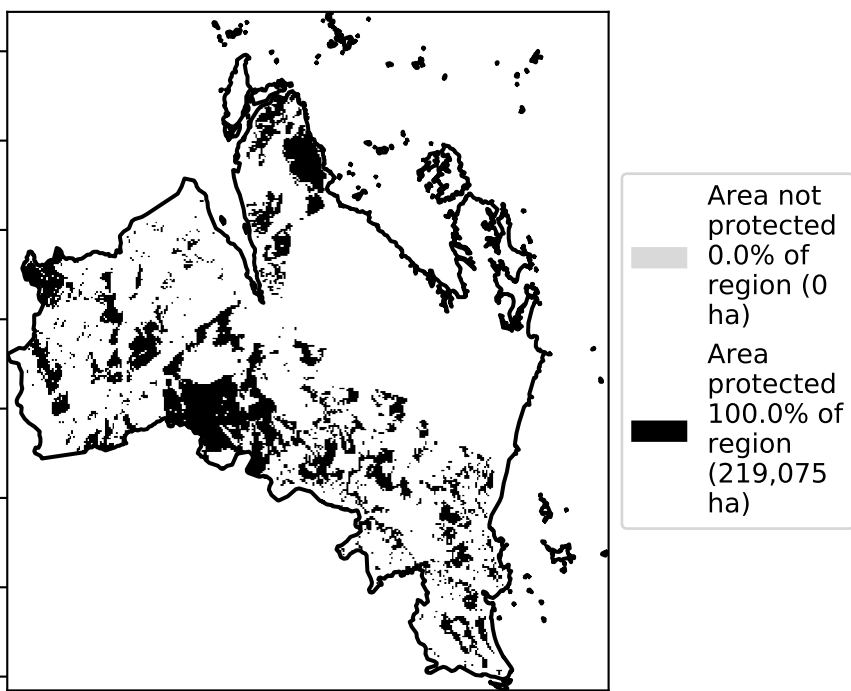 Area not
protected
0.0% of
region (0
ha)
Area
protected
100.0% of
region
(219,075
ha)